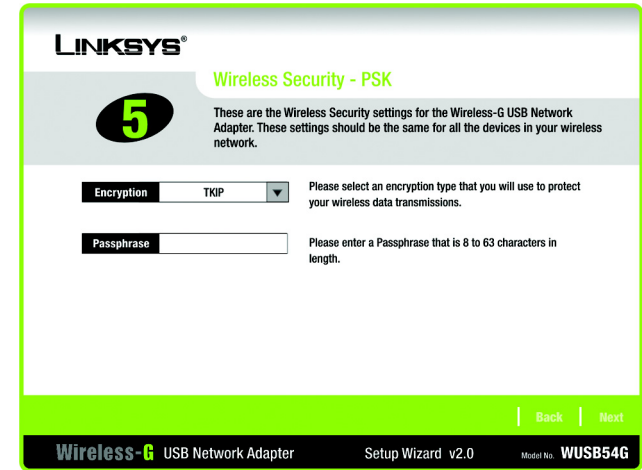 LINKSYS®
Wireless Security - PSK
5
These are the Wireless Security settings for the Wireless-G USB Network
Adapter. These settings should be the same for all the devices in your wireless
network.
Encryption TKIP
Please select an encryption type that you will use to protect
your wireless data transmissions.
Passphrase
Please enter a Passphrase that is 8 to 63 characters in
length.
Back Next
Wireless-G USB Network Adapter Setup Wizard v2.0 Model No. WUSB54G